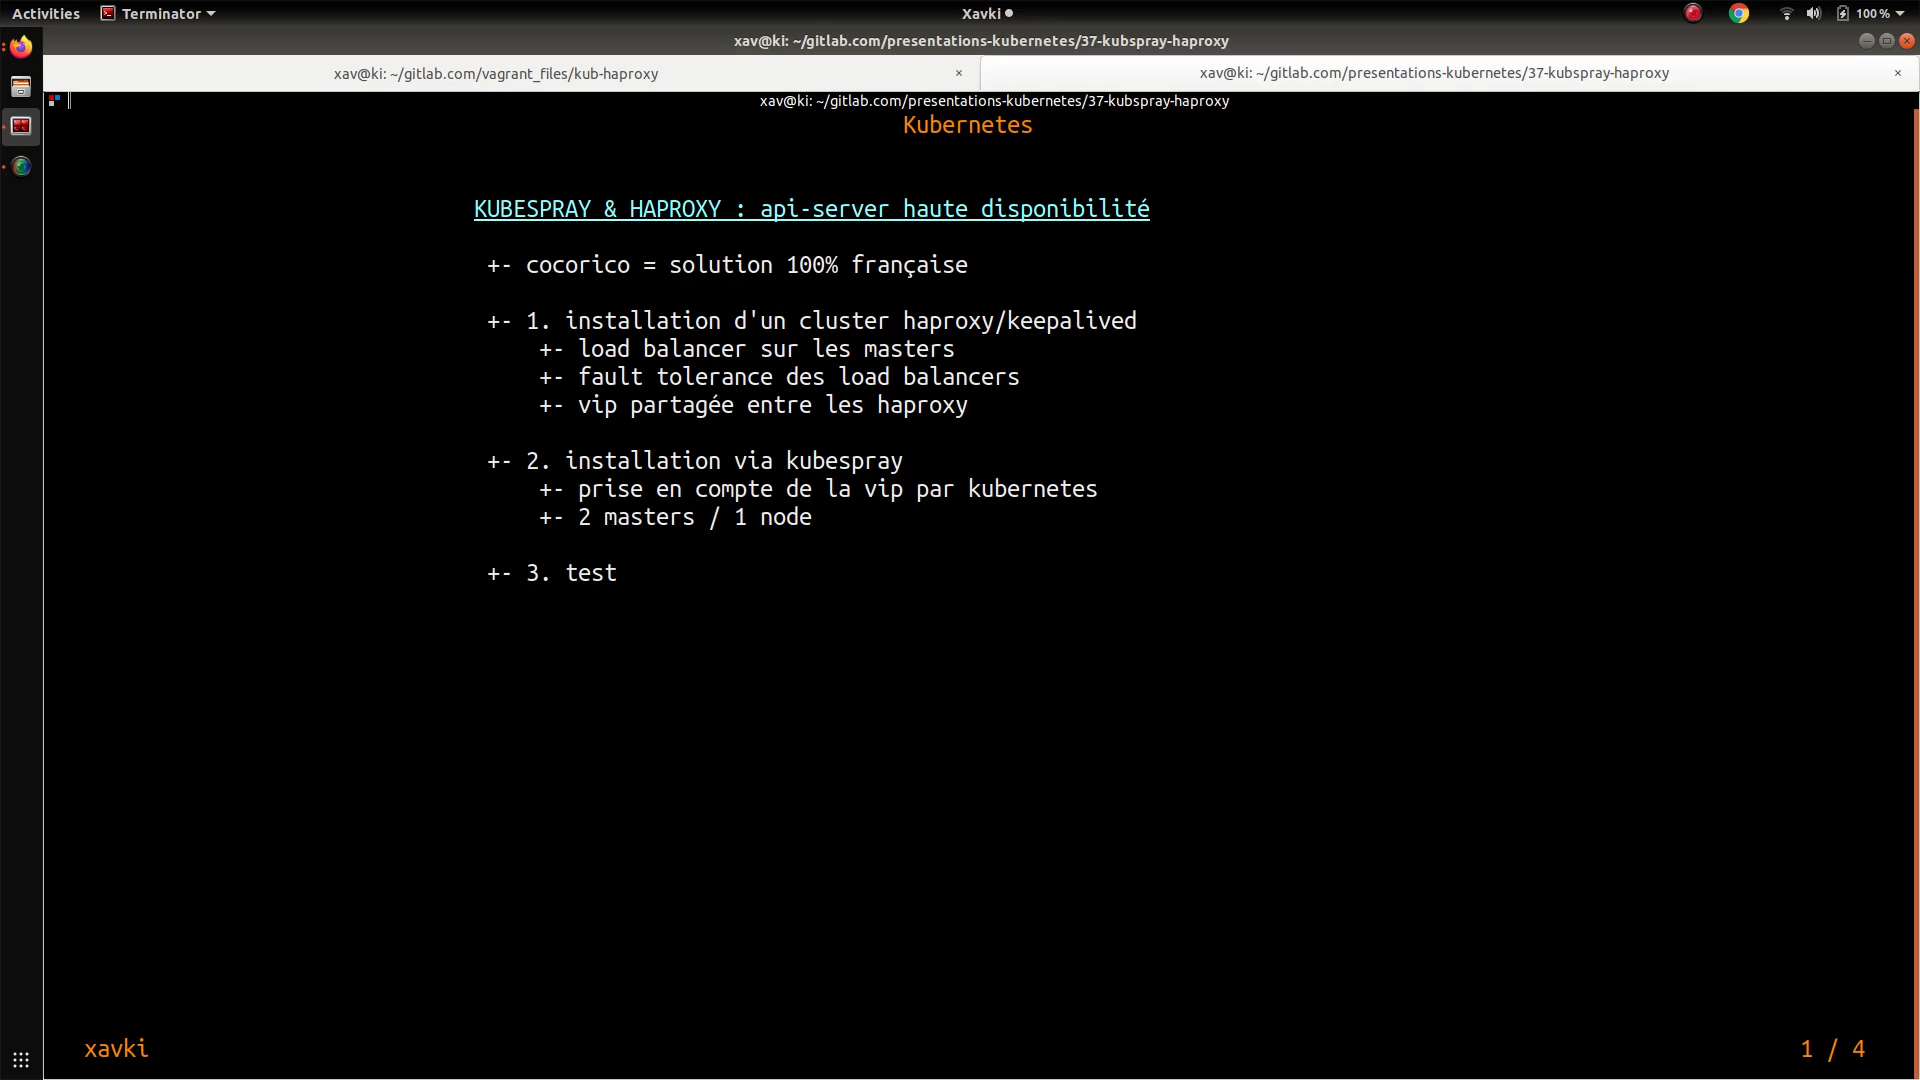 Activities
Terminator
Xavki
100 %
xav@ki: ~/gitlab.com/presentations-kubernetes/37-kubspray-haproxy
xav@ki: ~/gitlab.com/vagrant_files/kub-haproxy ×
xav@ki: ~/gitlab.com/presentations-kubernetes/37-kubspray-haproxy ×
xav@ki: ~/gitlab.com/presentations-kubernetes/37-kubspray-haproxy
Kubernetes
KUBESPRAY & HAPROXY : api-server haute disponibilité
+- cocorico = solution 100% française
+- 1. installation d'un cluster haproxy/keepalived
+- load balancer sur les masters
+- fault tolerance des load balancers
+- vip partagée entre les haproxy
+- 2. installation via kubespray
+- prise en compte de la vip par kubernetes
+- 2 masters / 1 node
+- 3. test
xavki
1 / 4